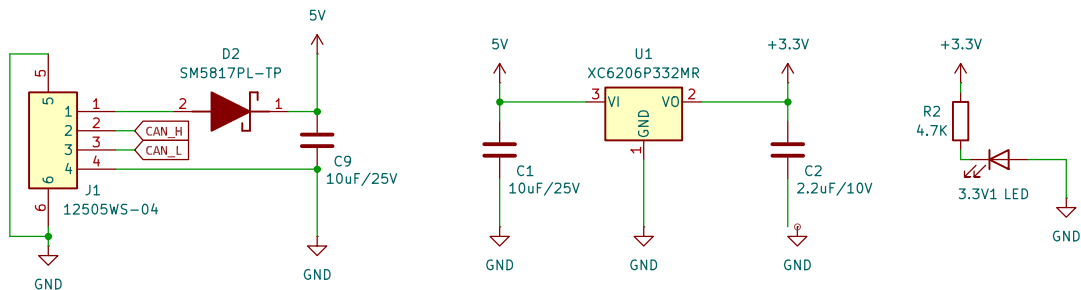 5V
D2
SM5817PL-TP
5
5
1
1
2
1
2
2
CAN_H
3
3
CAN_L
4
4
C9
10uF/25V
6
6
J1
12505WS-04
GND
GND
5V
U1
XC6206P332MR
+3.3V
3
VI
VO
2
GND
1
C1
10uF/25V
C2
2.2uF/10V
GND
GND
GND
+3.3V
R2
4.7K
3.3V1 LED
GND